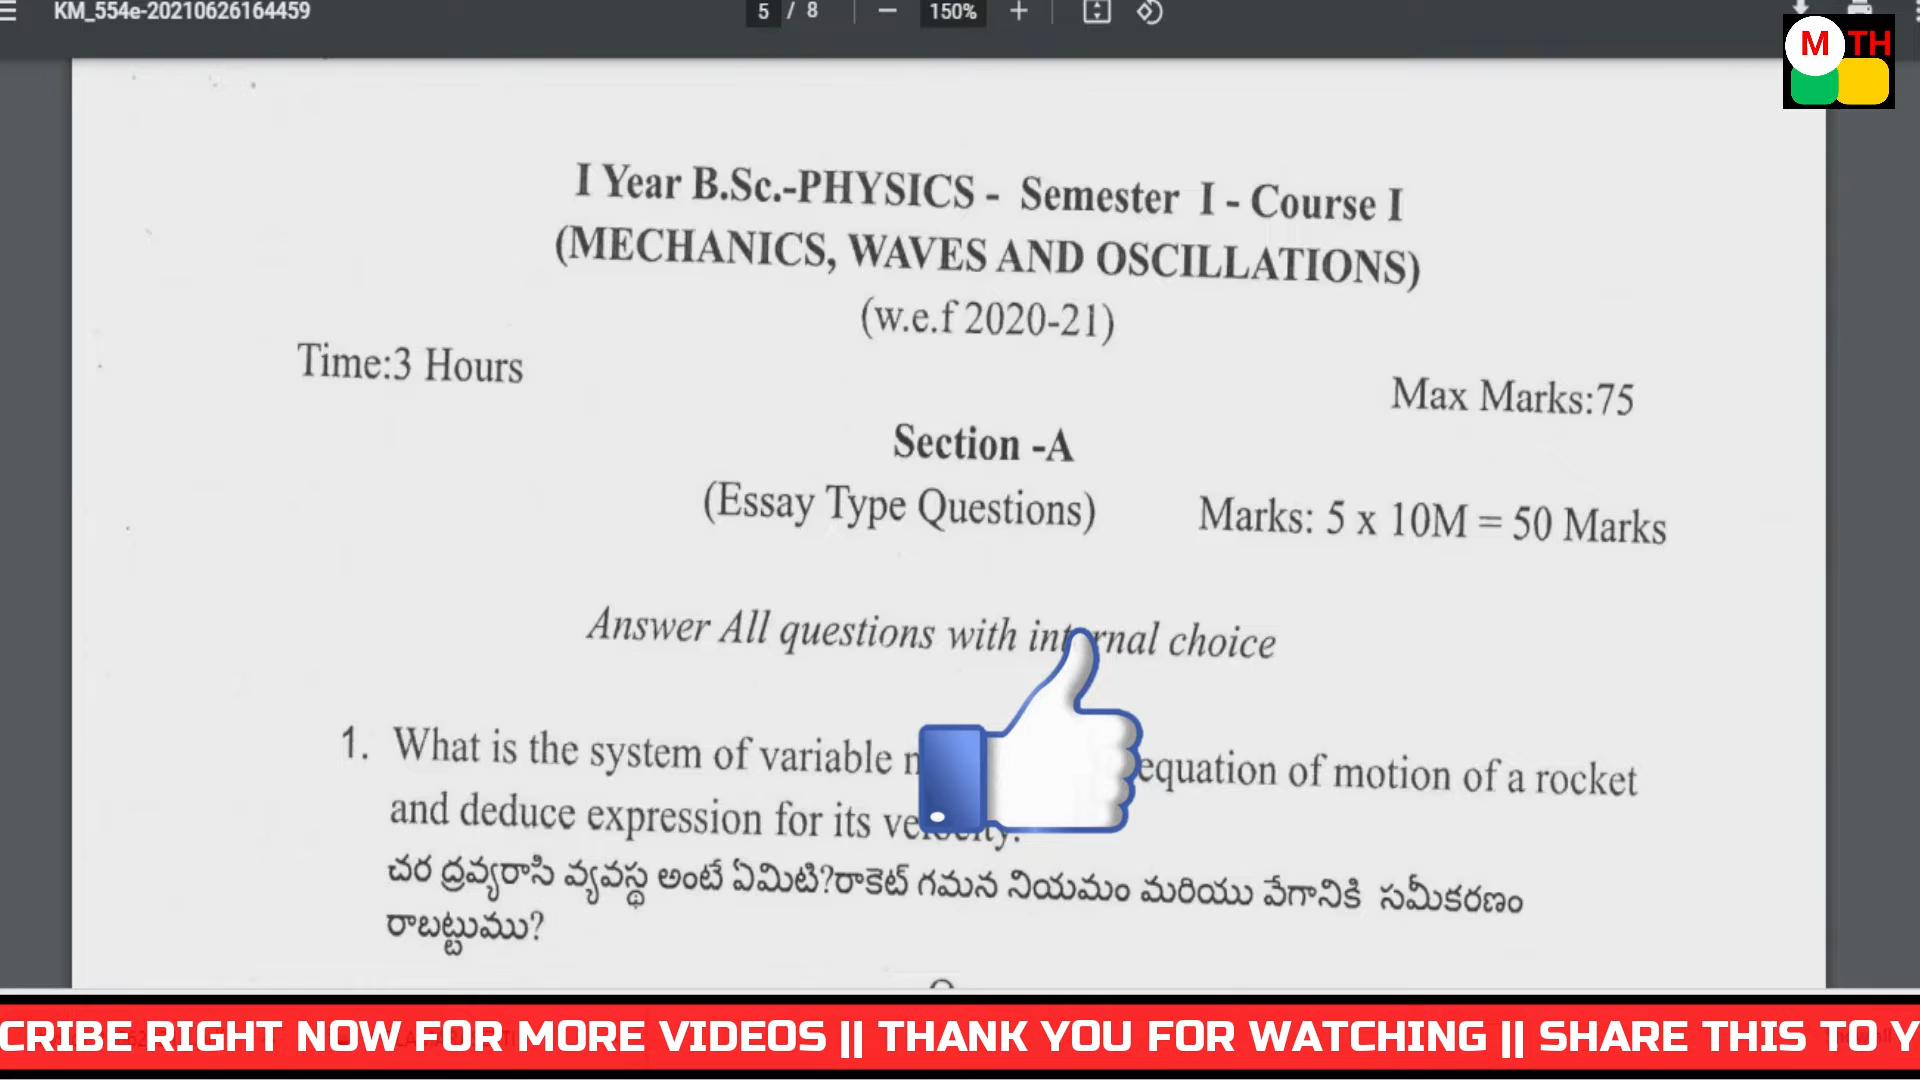 KM_554e-20210626164459
5 / 8
150%
M TH
I Year B.Sc.-PHYSICS - Semester I - Course I
(MECHANICS, WAVES AND OSCILLATIONS)
(w.e.f 2020-21)
Time:3 Hours
Max Marks:75
Section -A
(Essay Type Questions) Marks: 5 x 10M = 50 Marks
Answer All questions with internal choice
1. What is the system of variable equation of motion of a rocket
and deduce expression for its velocity.
చర ద్రవ్యరాసి వ్యవస్థ అంటే ఏమిటి?రాకెట్ గమన నియమం మరియు వేగానికి సమీకరణం
రాబట్టుము?
CRIBE RIGHT NOW FOR MORE VIDEOS || THANK YOU FOR WATCHING || SHARE THIS TO Y